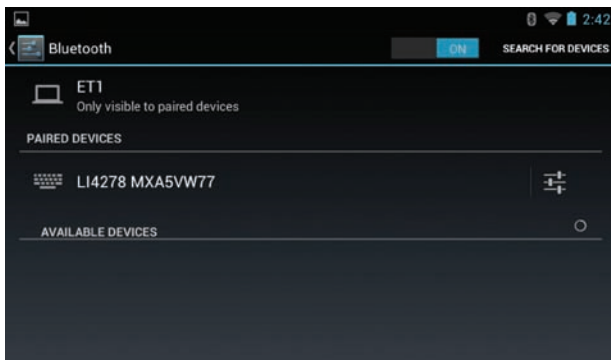 2:42
Bluetooth
ON
SEARCH FOR DEVICES
ET1
Only visible to paired devices
PAIRED DEVICES
LI4278 MXA5VW77
AVAILABLE DEVICES